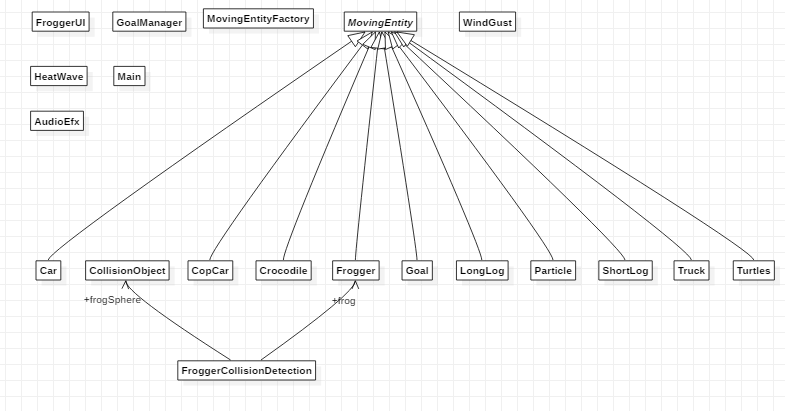 FroggerUI
GoalManager
MovingEntityFactory
MovingEntity
WindGust
HeatWave
Main
AudioEfx
Car
CollisionObject
CopCar
Crocodile
Frogger
Goal
LongLog
Particle
ShortLog
Truck
Turtles
+frogSphere
+frog
FroggerCollisionDetection